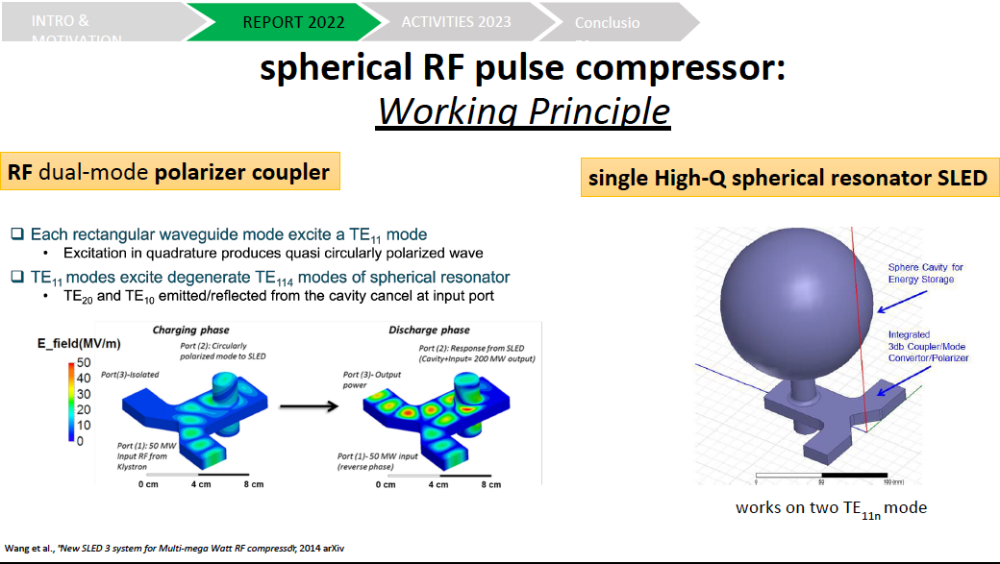 INTRO &
MOTIVATION
REPORT 2022
ACTIVITIES 2023
Conclusio
spherical RF pulse compressor:
Working Principle
RF dual-mode polarizer coupler
single High-Q spherical resonator SLED
❑ Each rectangular waveguide mode excite a TE11 mode
• Excitation in quadrature produces quasi circularly polarized wave
❑ TE11 modes excite degenerate TE114 modes of spherical resonator
• TE20 and TE10 emitted/reflected from the cavity cancel at input port
Charging phase
Discharge phase
E_field(MV/m)
50
40
30
20
10
0
Port (2): Circularly
polarized mode to SLED
Port(3)-Isolated
Port (1): 50 MW
Input RF from
Klystron
0 cm 4 cm 8 cm
Port (2): Response from SLED
(Cavity+Input= 200 MW output)
Port (3)- Output
power
Port (1)- 50 MW input
(reverse phase)
0 cm 4 cm 8 cm
Sphere Cavity for
Energy Storage
Integrated
3db Coupler/Mode
Convertor/Polarizer
0 50 100 (mm)
works on two TE11n mode
Wang et al., "New SLED 3 system for Multi-mega Watt RF compressor", 2014 arXiv